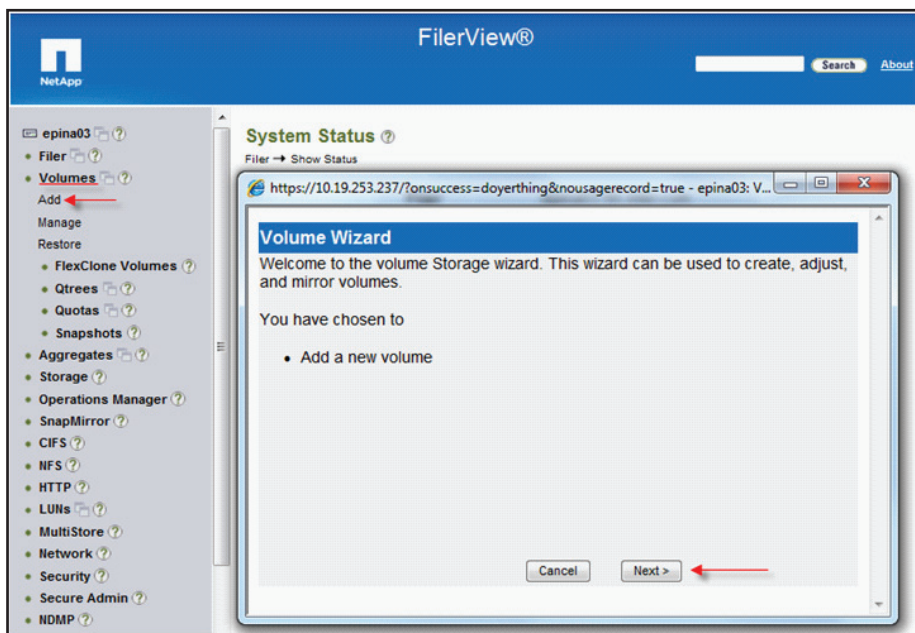 FilerView®
NetApp
Search
About
epina03
Filer
Volumes
Add
Manage
Restore
FlexClone Volumes
Qtrees
Quotas
Snapshots
Aggregates
Storage
Operations Manager
SnapMirror
CIFS
NFS
HTTP
LUNs
MultiStore
Network
Security
Secure Admin
NDMP
System Status
Filer → Show Status
https://10.19.253.237/?onsuccess=doyerthing&nousagerecord=true - epina03: V...
Volume Wizard
Welcome to the volume Storage wizard. This wizard can be used to create, adjust,
and mirror volumes.
You have chosen to
• Add a new volume
Cancel
Next >